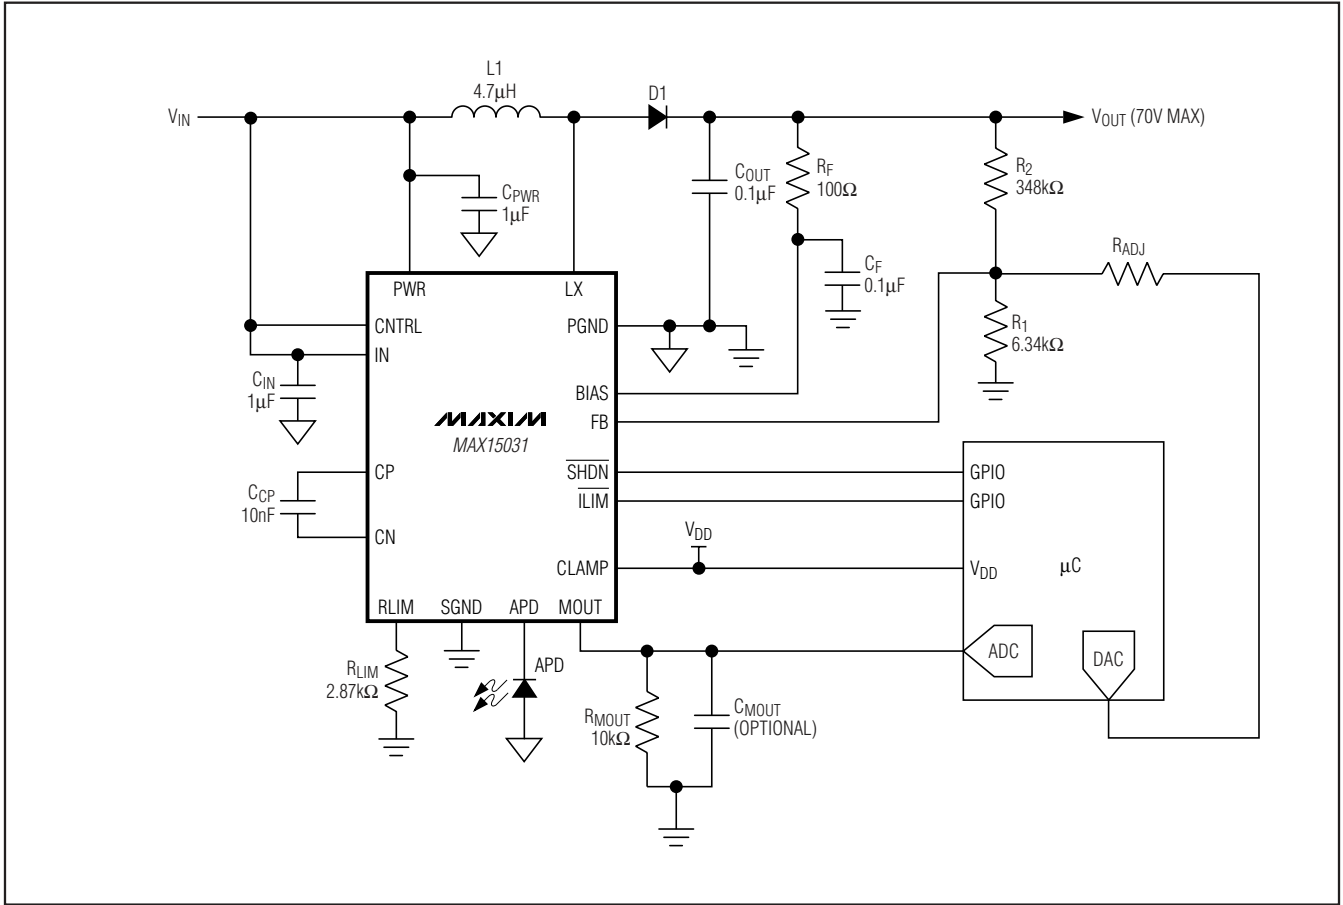 L1
4.7µH
D1
VIN
VOUT (70V MAX)
COUT
0.1µF
RF
100Ω
R2
348kΩ
CPWR
1µF
RADJ
CF
0.1µF
PWR
LX
CNTRL
PGND
R1
6.34kΩ
IN
CIN
1µF
BIAS
MAXIM
FB
MAX15031
CP
SHDN
GPIO
CCP
10nF
ILIM
GPIO
CN
VDD
CLAMP
VDD
µC
RLIM
SGND
APD
MOUT
ADC
DAC
RLIM
2.87kΩ
APD
RMOUT
10kΩ
CMOUT
(OPTIONAL)